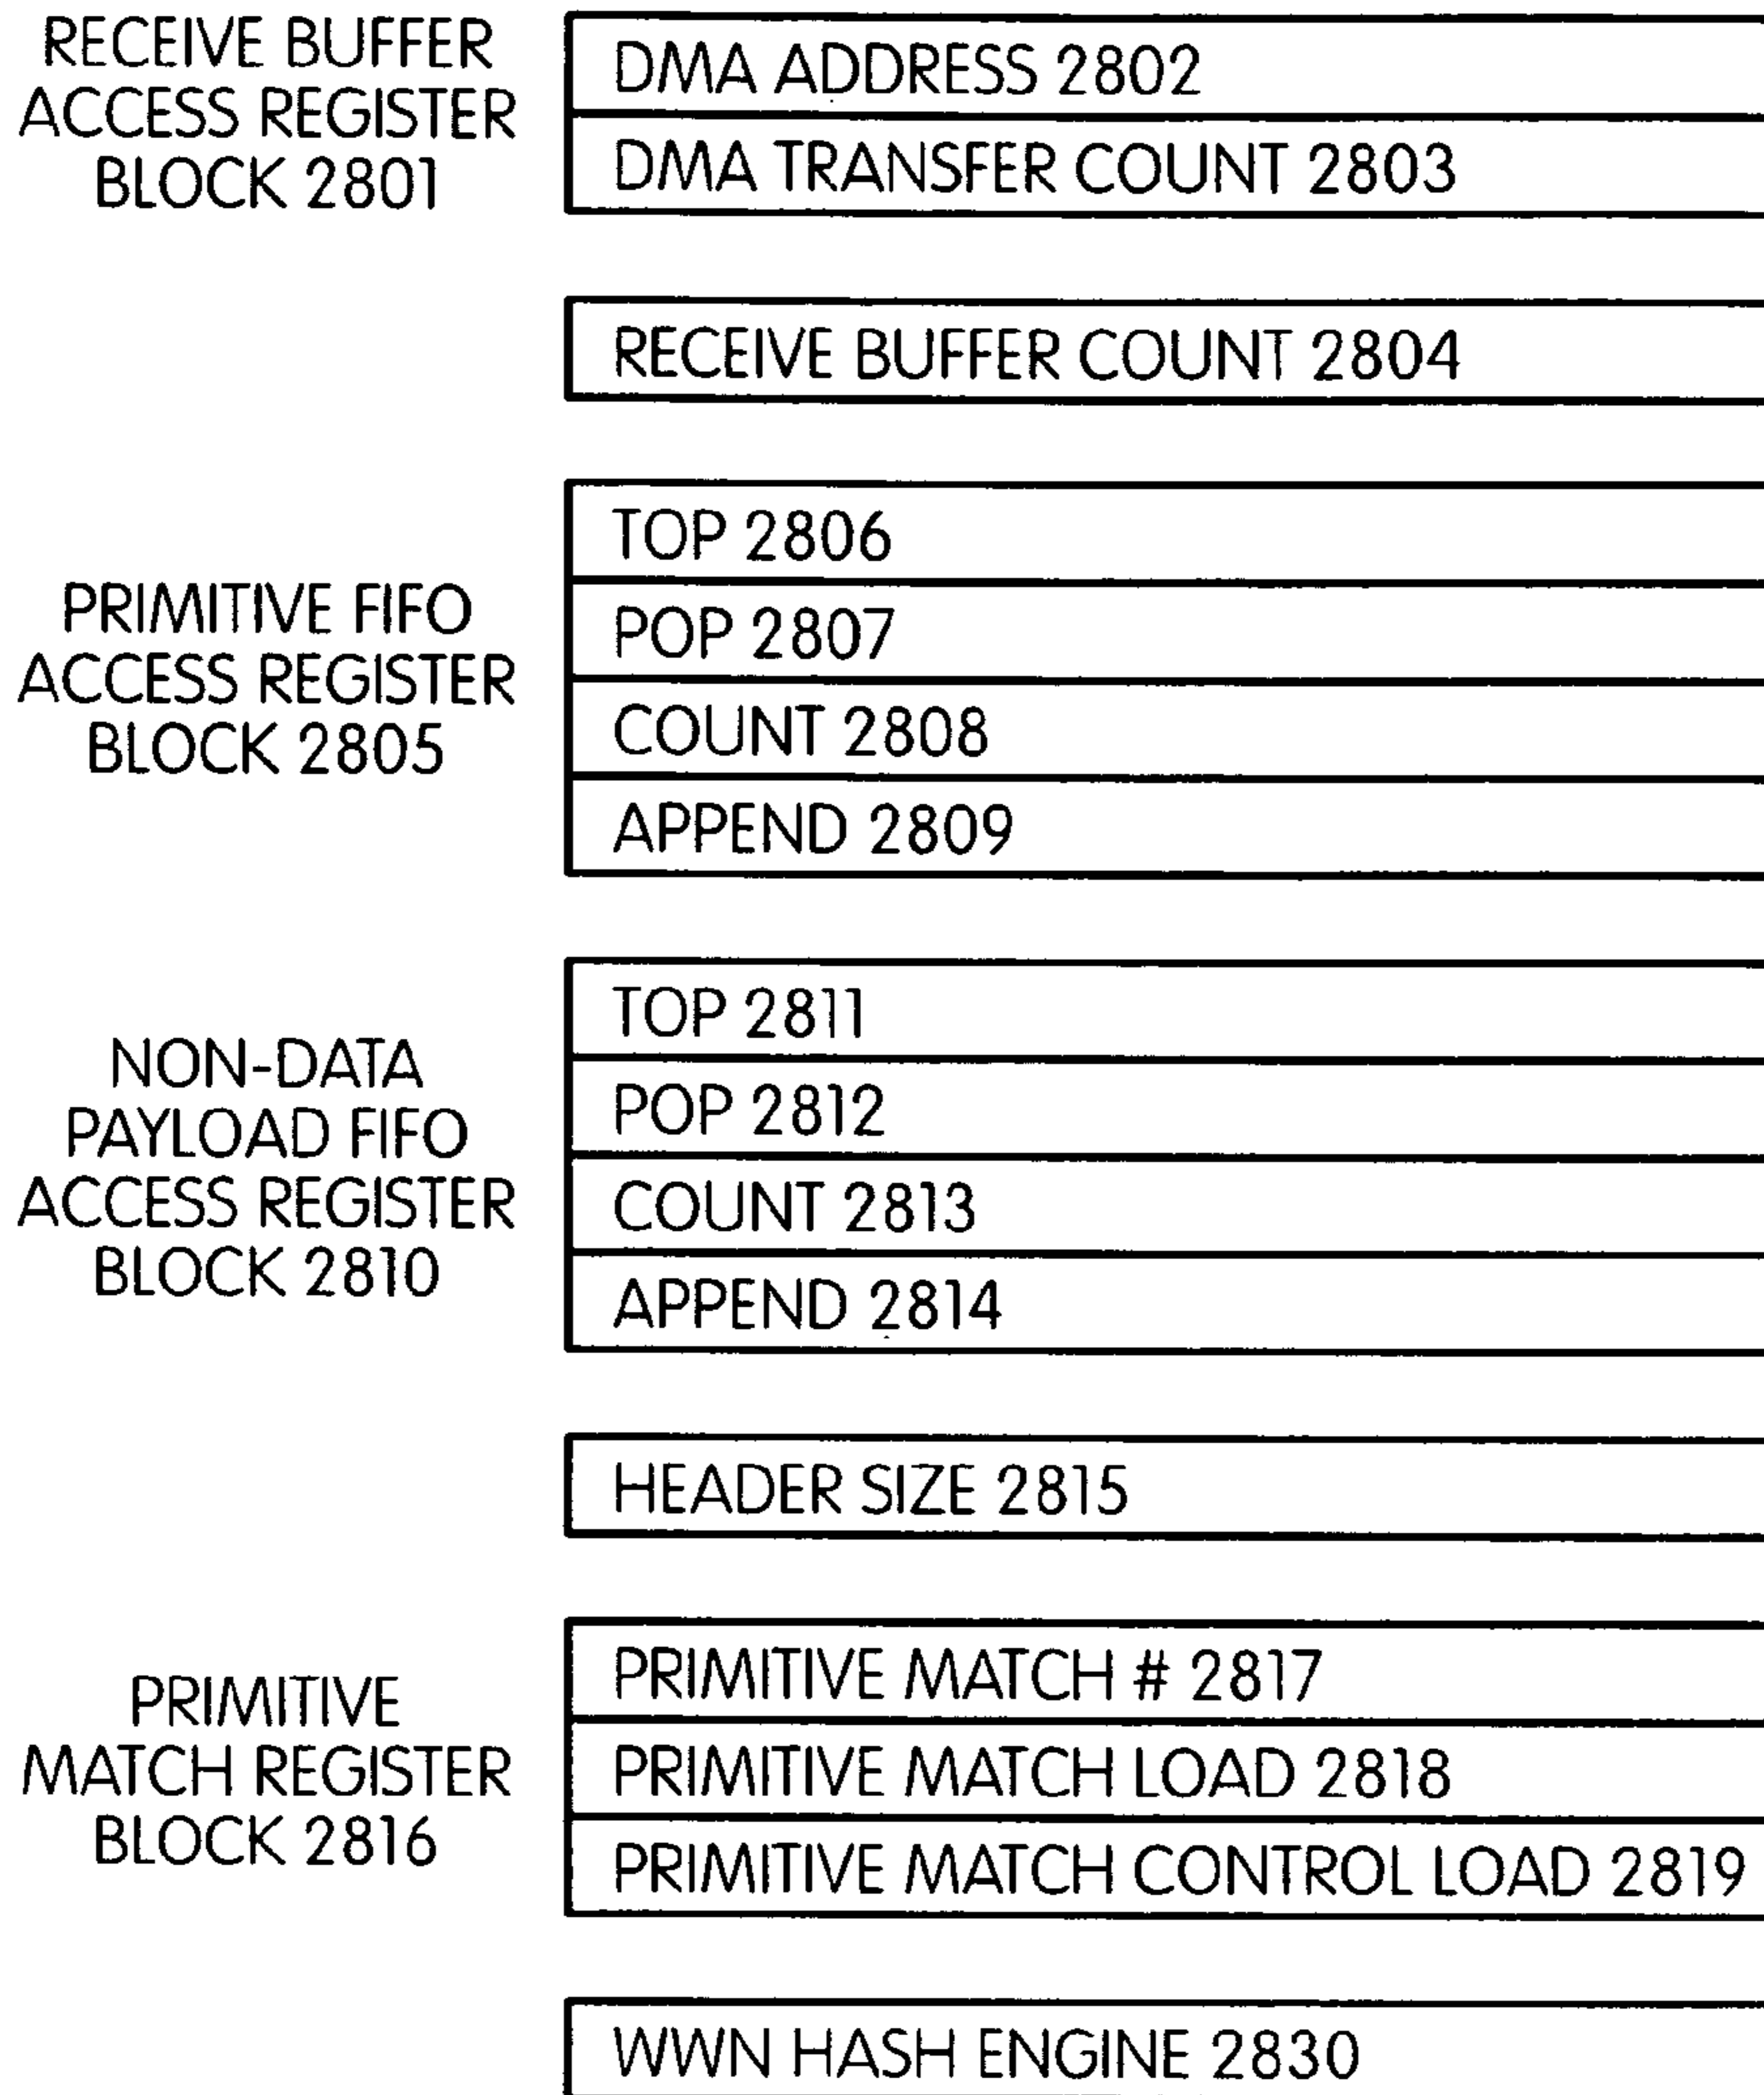 RECEIVE BUFFER
ACCESS REGISTER
BLOCK 2801
DMA ADDRESS 2802
DMA TRANSFER COUNT 2803
RECEIVE BUFFER COUNT 2804
PRIMITIVE FIFO
ACCESS REGISTER
BLOCK 2805
TOP 2806
POP 2807
COUNT 2808
APPEND 2809
NON-DATA
PAYLOAD FIFO
ACCESS REGISTER
BLOCK 2810
TOP 2811
POP 2812
COUNT 2813
APPEND 2814
HEADER SIZE 2815
PRIMITIVE
MATCH REGISTER
BLOCK 2816
PRIMITIVE MATCH # 2817
PRIMITIVE MATCH LOAD 2818
PRIMITIVE MATCH CONTROL LOAD 2819
WWN HASH ENGINE 2830